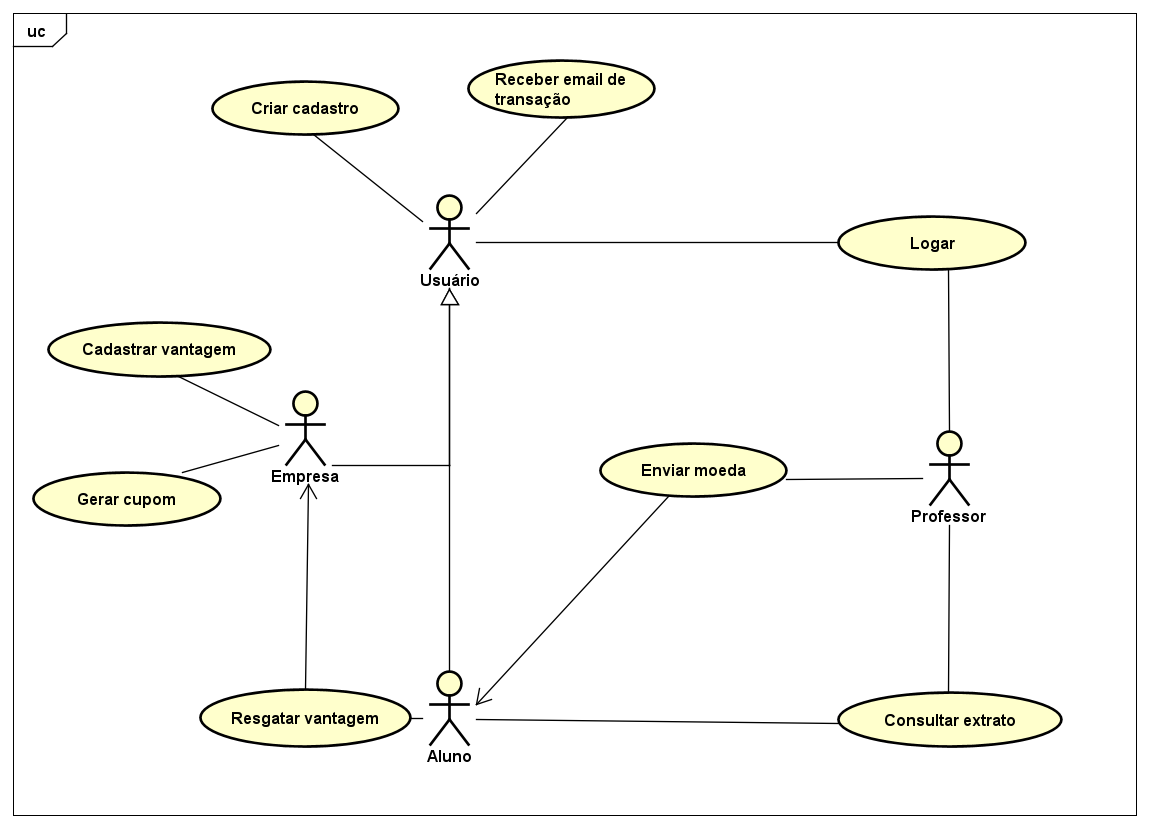 uc
Receber email de
transação
Criar cadastro
Logar
Usuário
Cadastrar vantagem
Empresa
Enviar moeda
Gerar cupom
Professor
Resgatar vantagem
Consultar extrato
Aluno